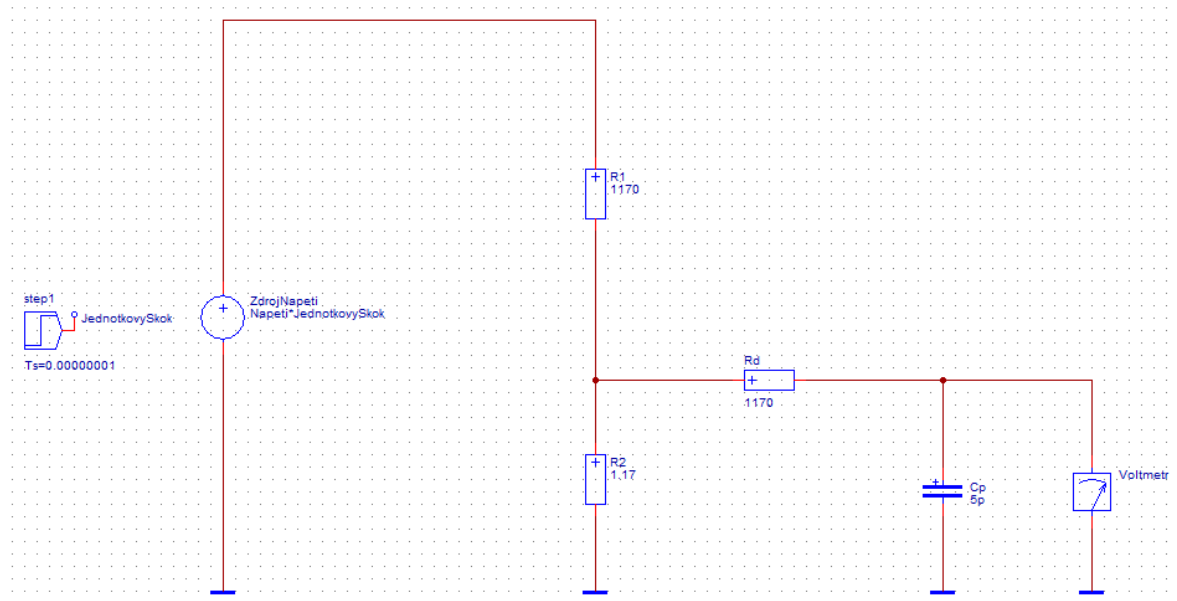 R1
1170
step1
JednotkovySkok
Ts=0.00000001
ZdrojNapeti
Napeti*JednotkovySkok
Rd
1170
R2
1.17
Cp
5p
Voltmetr